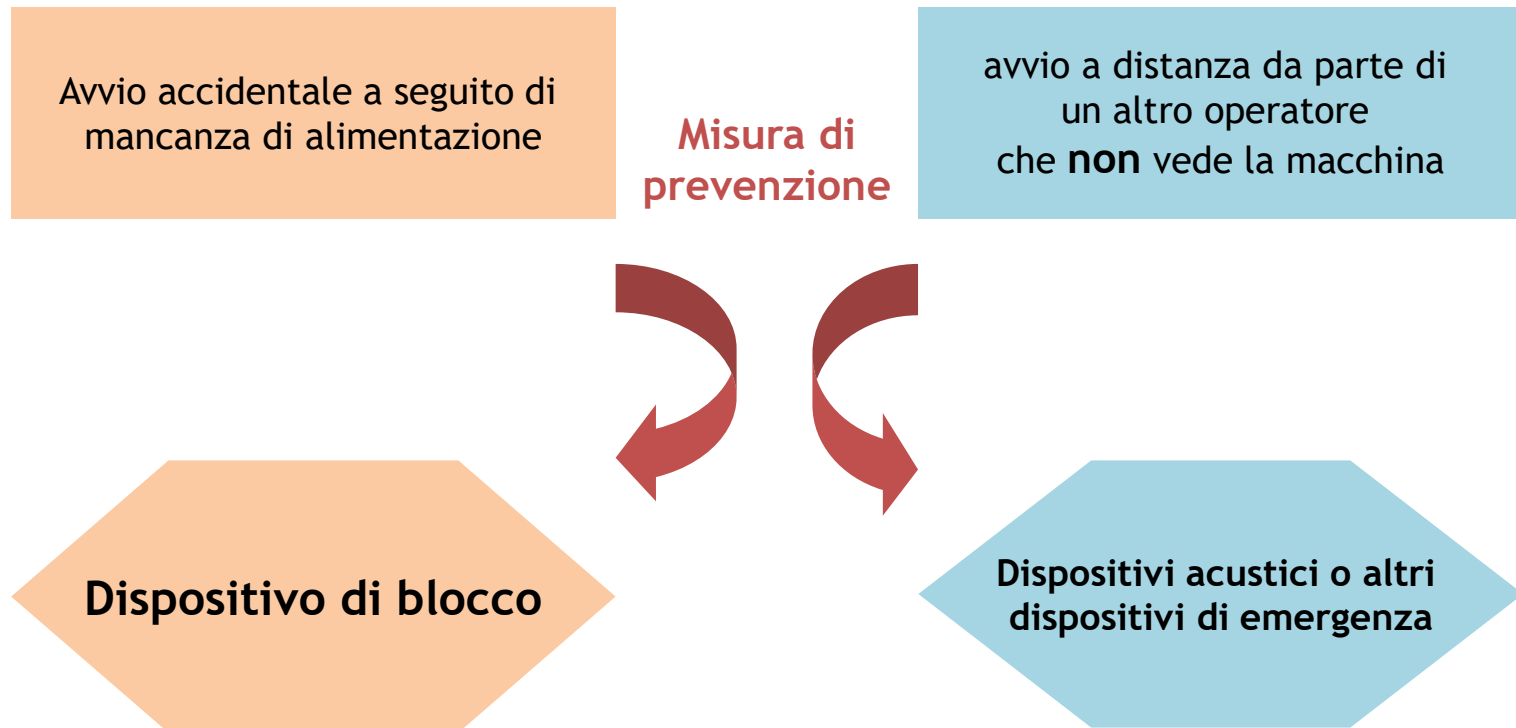 Avvio accidentale a seguito di
mancanza di alimentazione
Misura di
prevenzione
avvio a distanza da parte di
un altro operatore
che non vede la macchina
Dispositivo di blocco
Dispositivi acustici o altri
dispositivi di emergenza